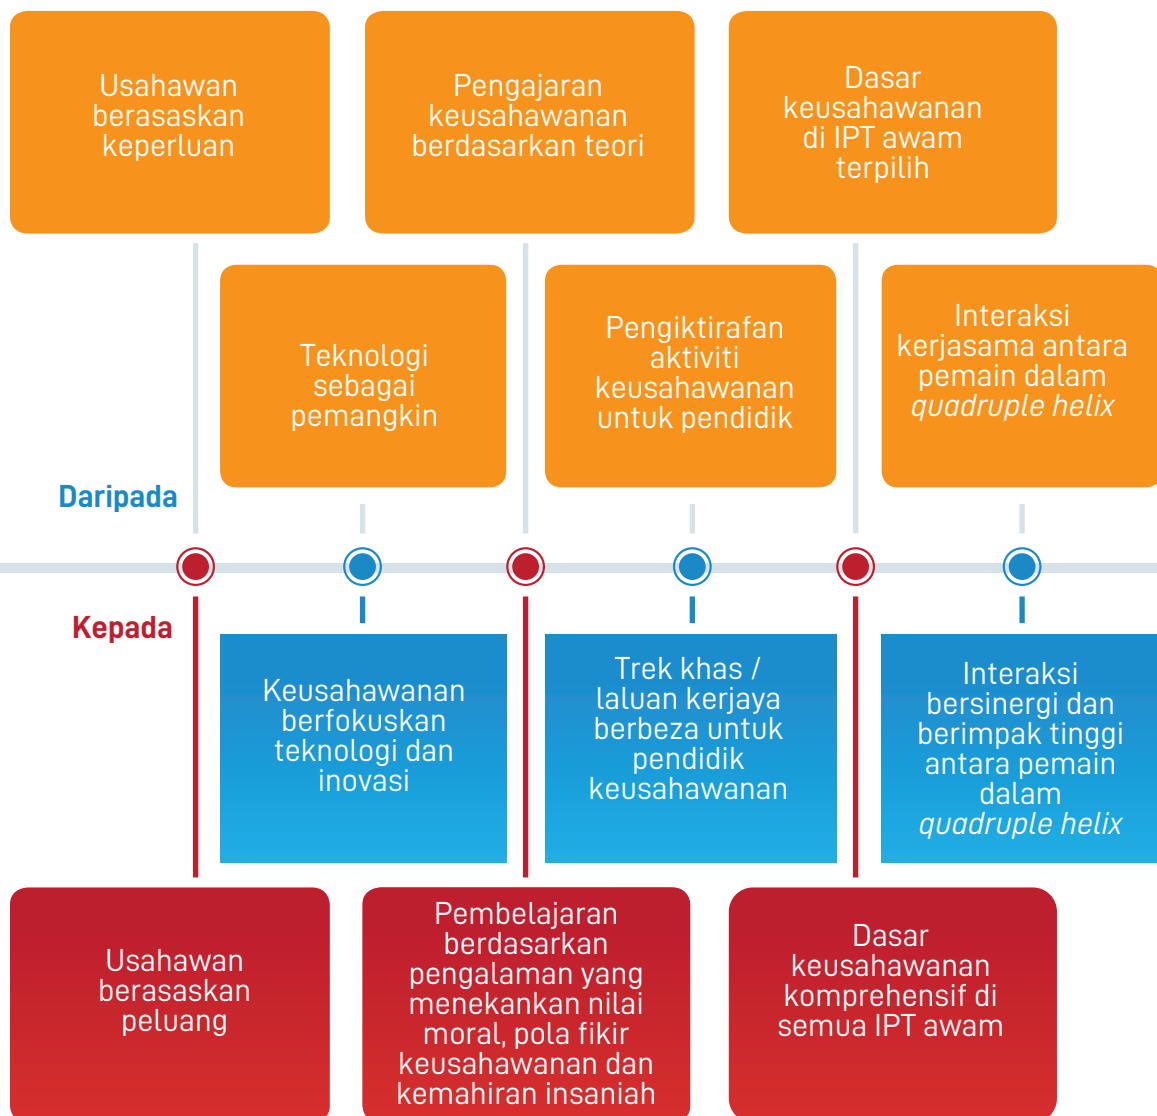 Usahawan
berasaskan
keperluan
Pengajaran
keusahawanan
berdasarkan teori
Dasar
keusahawanan
di IPT awam
terpilih
Teknologi
sebagai
pemangkin
Pengiktirafan
aktiviti
keusahawanan
untuk pendidik
Interaksi
kerjasama antara
pemain dalam
quadruple helix
Daripada
Kepada
Keusahawanan
berfokuskan
teknologi dan
inovasi
Trek khas /
laluan kerjaya
berbeza untuk
pendidik
keusahawanan
Interaksi
bersinergi dan
berimpak tinggi
antara pemain
dalam
quadruple helix
Usahawan
berasaskan
peluang
Pembelajaran
berdasarkan
pengalaman yang
menekankan nilai
moral, pola fikir
keusahawanan dan
kemahiran insaniah
Dasar
keusahawanan
komprehensif di
semua IPT awam